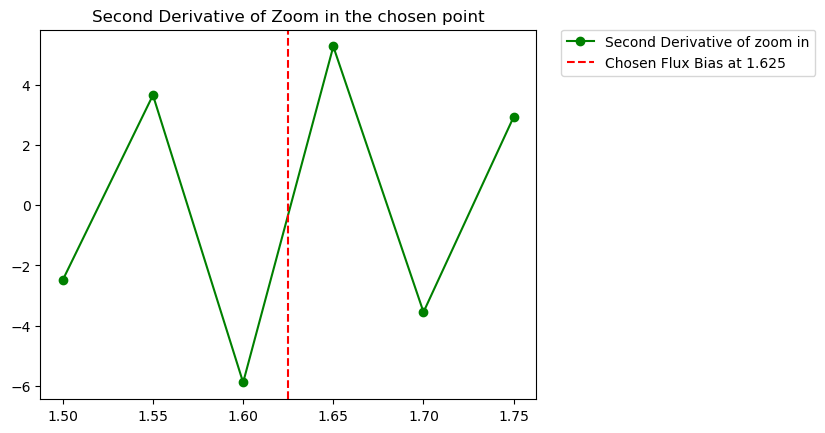 Second Derivative of Zoom in the chosen point
Second Derivative of zoom in
Chosen Flux Bias at 1.625
4
2
0
−2
−4
−6
1.50 1.55 1.60 1.65 1.70 1.75